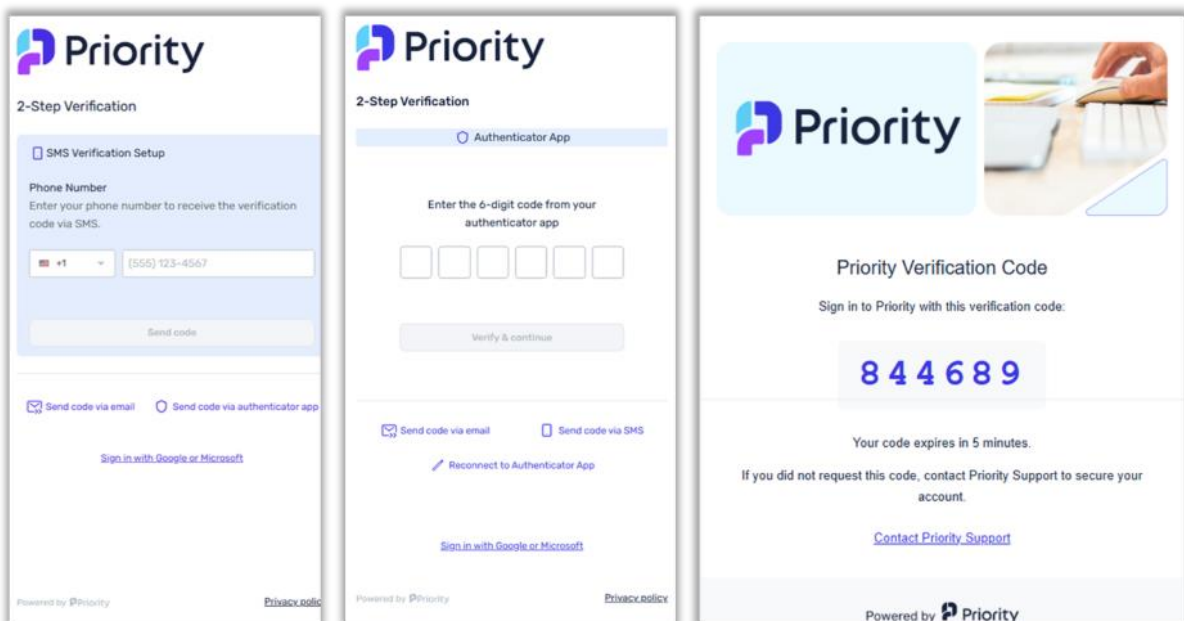 Priority
2-Step Verification
SMS Verification Setup
Phone Number
Enter your phone number to receive the verification
code via SMS.
+1
(555) 123-4567
Send code
Send code via email
Send code via authenticator app
Sign in with Google or Microsoft
Powered by Priority
Privacy polic
Priority
2-Step Verification
Authenticator App
Enter the 6-digit code from your
authenticator app
Verify & continue
Send code via email
Send code via SMS
Reconnect to Authenticator App
Sign in with Google or Microsoft
Powered by Priority
Privacy policy
Priority
Priority Verification Code
Sign in to Priority with this verification code:
844689
Your code expires in 5 minutes.
If you did not request this code, contact Priority Support to secure your
account.
Contact Priority Support
Powered by Priority